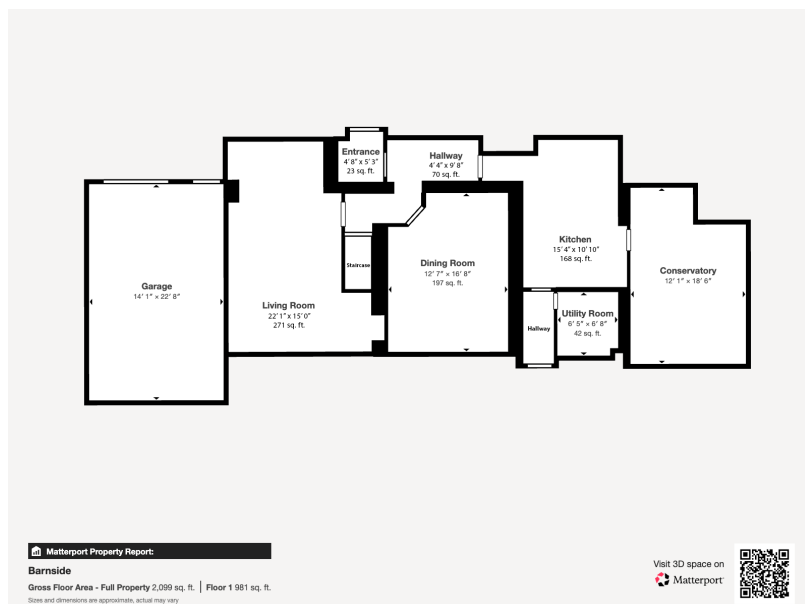 Entrance
4' 8" x 5' 3"
23 sq. ft.
Hallway
4' 4" x 9' 8"
70 sq. ft.
Kitchen
15' 4" x 10' 10"
168 sq. ft.
Staircase
Dining Room
12' 7" × 16' 8"
197 sq. ft.
Conservatory
12' 1" × 18' 6"
Garage
14' 1" × 22' 8"
Living Room
22' 1" x 15' 0"
271 sq. ft.
Hallway
Utility Room
6' 5" × 6' 8"
42 sq. ft.
Matterport Property Report:
Barnside
Gross Floor Area - Full Property 2,099 sq. ft. | Floor 1 981 sq. ft.
Sizes and dimensions are approximate, actual may vary
Visit 3D space on
Matterport